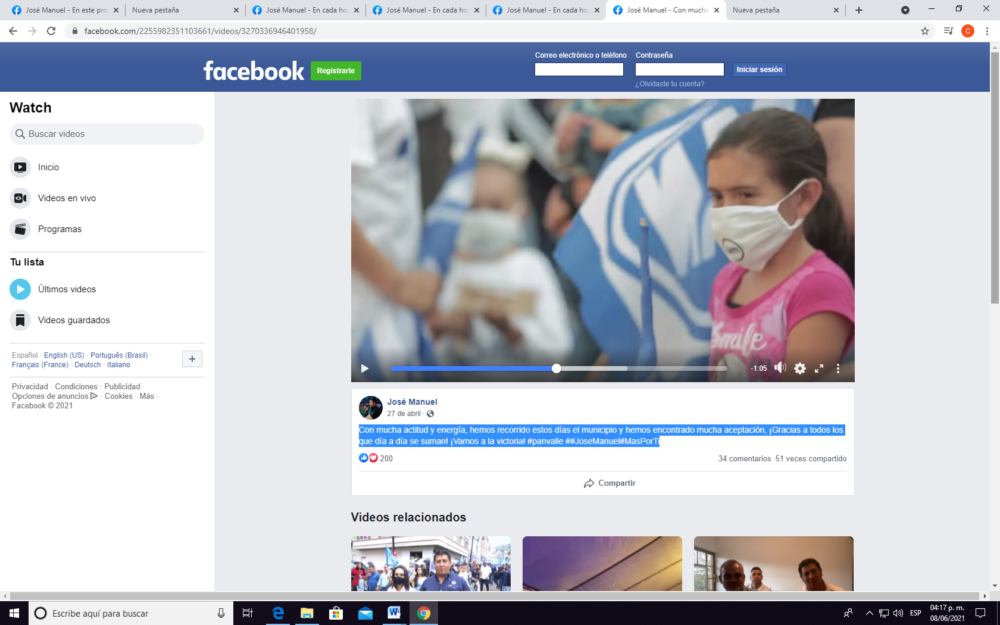 José Manuel - En este pro
Nueva pestaña
José Manuel - En cada ho
José Manuel - En cada ho
José Manuel - En cada ho
José Manuel - Con mucha
Nueva pestaña
facebook.com/2255982351103661/videos/3270336946401958/
C
facebook
Registrarte
Correo electrónico o teléfono
Contraseña
Iniciar sesión
¿Olvidaste tu cuenta?
Watch
Buscar videos
Inicio
Videos en vivo
Programas
Tu lista
Últimos videos
Videos guardados
Español · English (US) · Português (Brasil) ·
Français (France) · Deutsch · Italiano
Privacidad · Condiciones · Publicidad ·
Opciones de anuncios · Cookies · Más ·
Facebook © 2021
Smile
-1:05
José Manuel
27 de abril ·
Con mucha actitud y energía, hemos recorrido estos días el municipio y hemos encontrado mucha aceptación, ¡Gracias a todos los
que día a día se suman! ¡Vamos a la victoria! #panvalle ##JoseManuel#MasPorTi
200
34 comentarios 51 veces compartido
Compartir
Videos relacionados
Escribe aquí para buscar
ESP
04:17 p. m.
08/06/2021